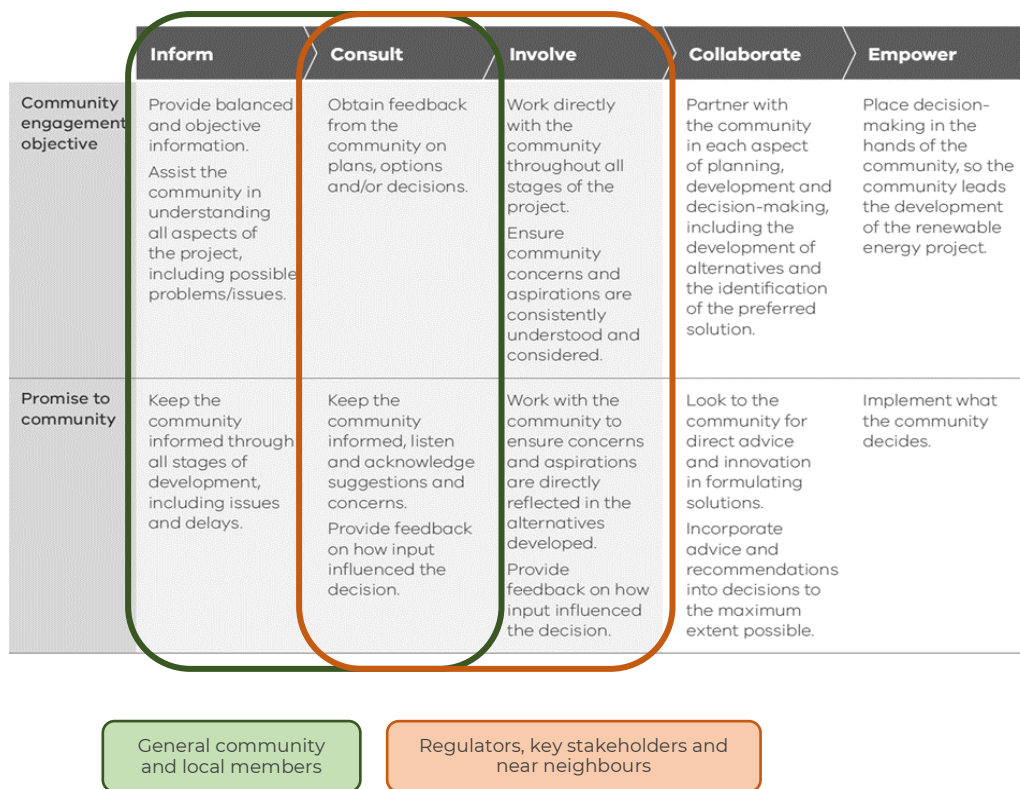 Inform
Consult
Involve
Collaborate
Empower
Community
engagement
objective
Provide balanced
and objective
information.
Assist the
community in
understanding
all aspects of
the project,
including possible
problems/issues.
Obtain feedback
from the
community on
plans, options
and/or decisions.
Work directly
with the
community
throughout all
stages of the
project.
Ensure
community
concerns and
aspirations are
consistently
understood and
considered.
Partner with
the community
in each aspect
of planning,
development and
decision-making,
including the
development of
alternatives and
the identification
of the preferred
solution.
Place decision-
making in the
hands of the
community, so the
community leads
the development
of the renewable
energy project.
Promise to
community
Keep the
community
informed through
all stages of
development,
including issues
and delays.
Keep the
community
informed, listen
and acknowledge
suggestions and
concerns.
Provide feedback
on how input
influenced the
decision.
Work with the
community to
ensure concerns
and aspirations
are directly
reflected in the
alternatives
developed.
Provide
feedback on how
input influenced
the decision.
Look to the
community for
direct advice
and innovation
in formulating
solutions.
Incorporate
advice and
recommendations
into decisions to
the maximum
extent possible.
Implement what
the community
decides.
General community
and local members
Regulators, key stakeholders and
near neighbours